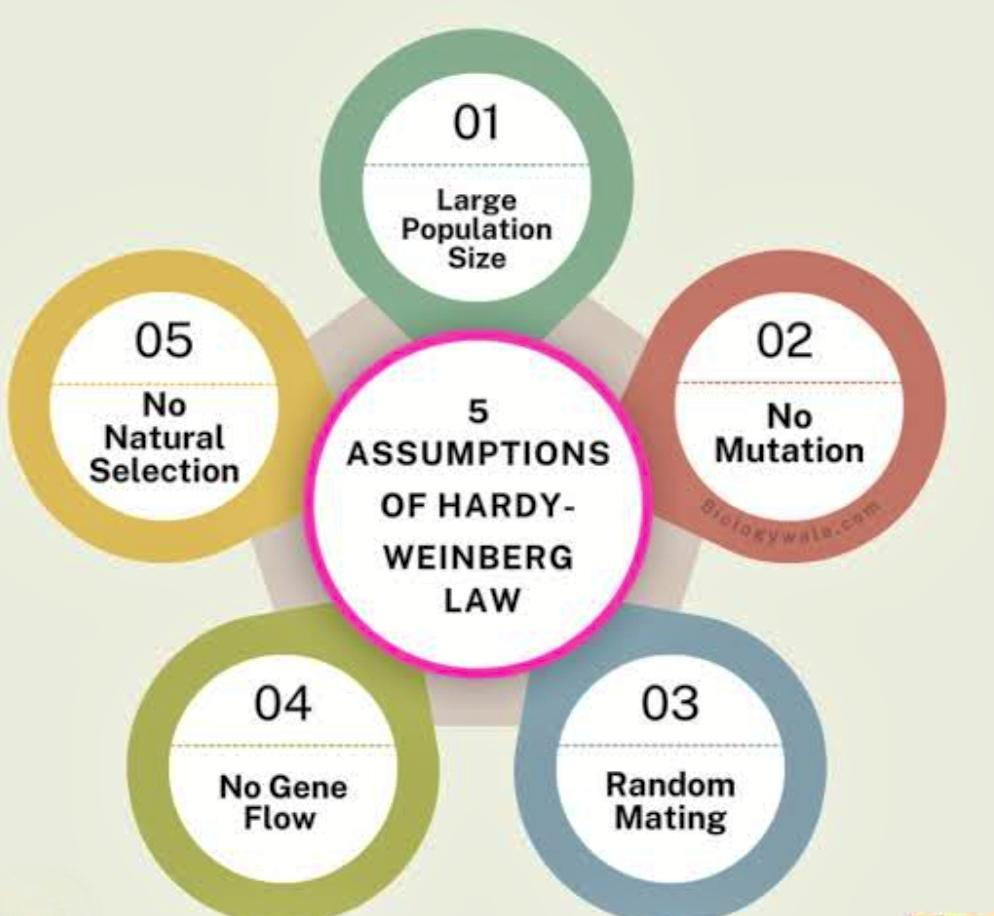 01
Large
Population
Size
05
No
Natural
Selection
5
ASSUMPTIONS
OF HARDY-
WEINBERG
LAW
02
No
Mutation
Biologywala.com
04
No Gene
Flow
03
Random
Mating